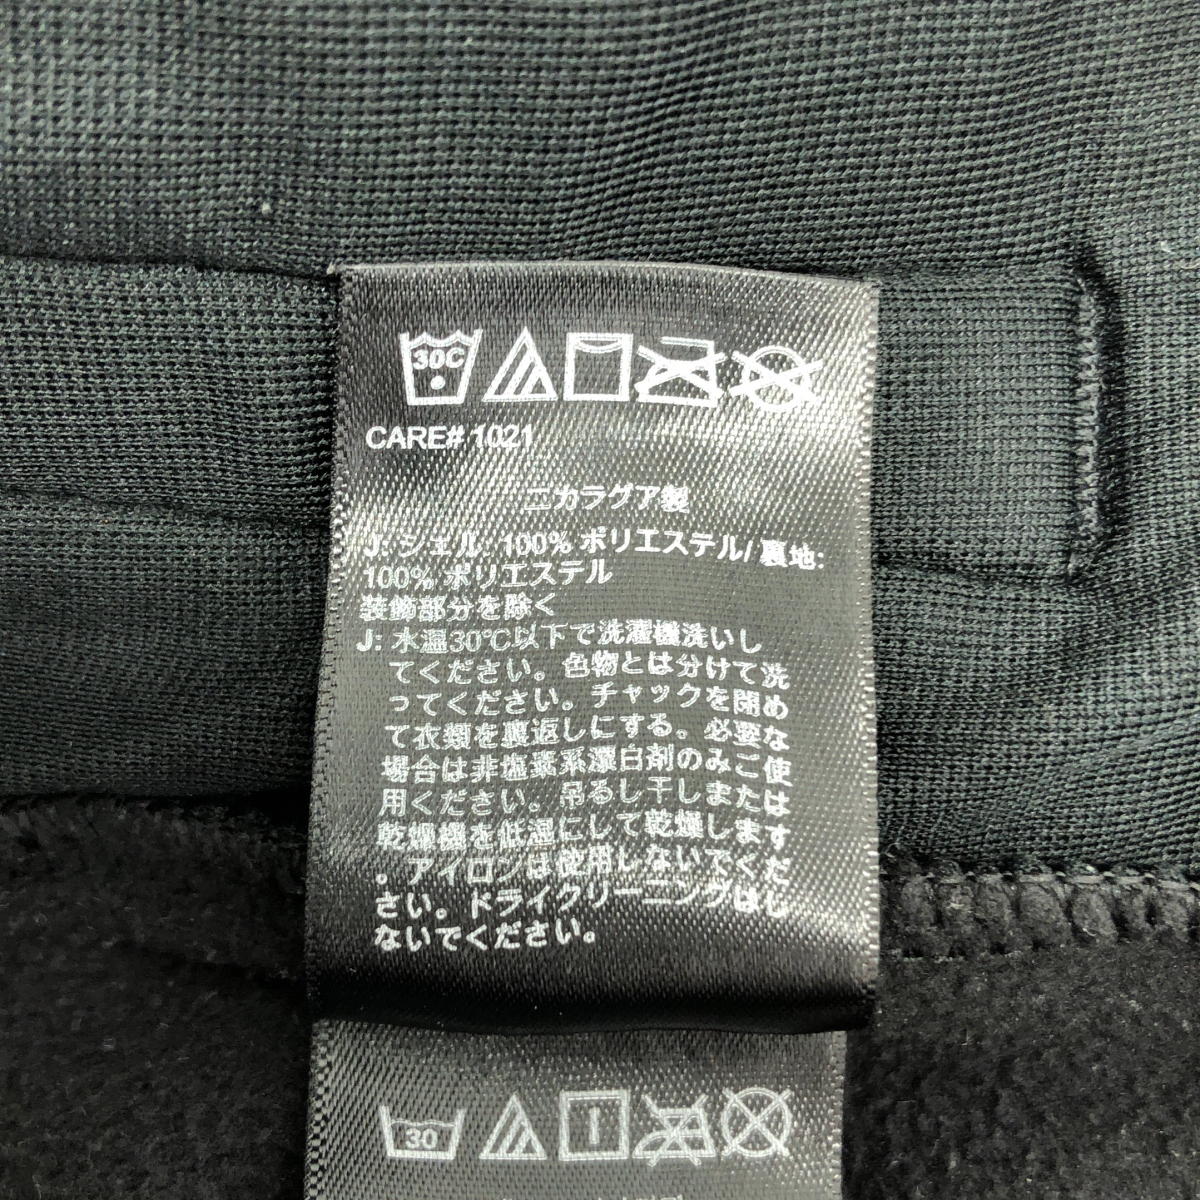 30C
CARE# 1021
ニカラグア製
J: シェル: 100% ポリエステル/ 裏地:
100% ポリエステル
装飾部分を除く
J: 水温30℃以下で洗濯機洗いし
てください。色物とは分けて洗
ってください。チャックを閉め
て衣類を裏返しにする。必要な
場合は非塩素系漂白剤のみご使
用ください。吊るし干しまたは
乾燥機を低温にして乾燥します
。アイロンは使用しないでくだ
さい。ドライクリーニングはし
ないでください。
30